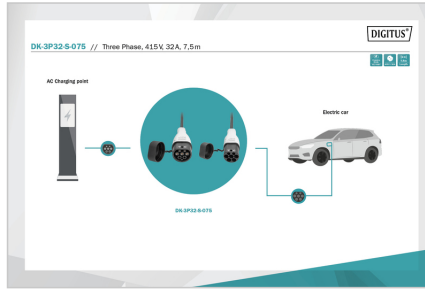 DIGITUS®
DK-3P32-S-075 // Three Phase, 415V, 32A, 7,5m
AC Charging point
Electric car
DK-3P32-S-075